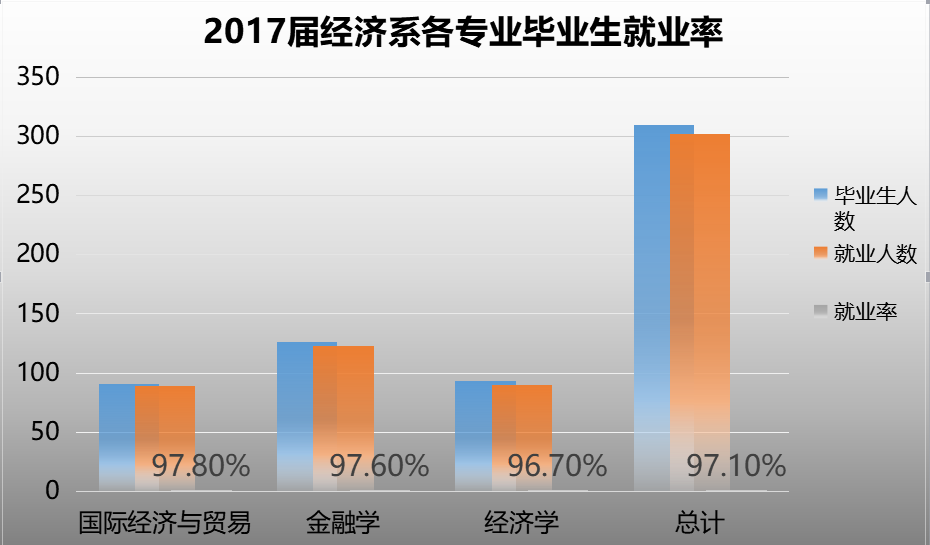 2017届经济系各专业毕业生就业率
350
300
250
200
150
100
50
0
97.80%
97.60%
96.70%
97.10%
国际经济与贸易
金融学
经济学
总计
毕业生人
数
就业人数
就业率